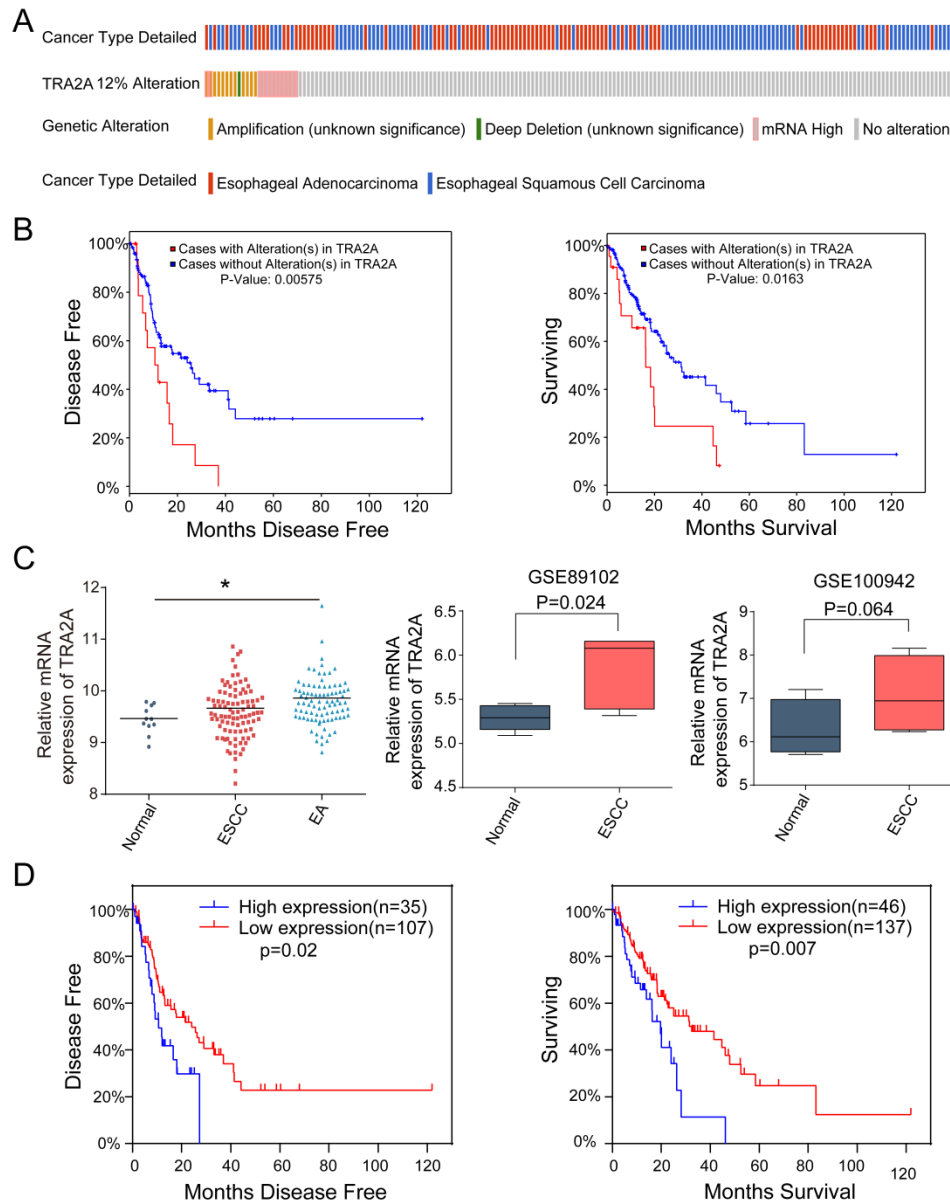 A
Cancer Type Detailed
TRA2A 12% Alteration
Genetic Alteration Amplification (unknown significance) Deep Deletion (unknown significance) mRNA High No alteration
Cancer Type Detailed Esophageal Adenocarcinoma Esophageal Squamous Cell Carcinoma
B
Disease Free
100%
80%
60%
40%
20%
0%
Cases with Alteration(s) in TRA2A
Cases without Alteration(s) in TRA2A
P-Value: 0.00575
0 20 40 60 80 100 120
Months Disease Free
Surviving
100%
80%
60%
40%
20%
0%
Cases with Alteration(s) in TRA2A
Cases without Alteration(s) in TRA2A
P-Value: 0.0163
0 20 40 60 80 100 120
Months Survival
C
Relative mRNA
expression of TRA2A
12
11
10
9
8
*
Normal ESCC EA
GSE89102
P=0.024
Relative mRNA
expression of TRA2A
6.5
6.0
5.5
5.0
4.5
Normal ESCC
GSE100942
P=0.064
Relative mRNA
expression of TRA2A
9
8
7
6
5
Normal ESCC
D
Disease Free
100%
80%
60%
40%
20%
0%
High expression(n=35)
Low expression(n=107)
p=0.02
0 20 40 60 80 100 120
Months Disease Free
Surviving
100%
80%
60%
40%
20%
0%
High expression(n=46)
Low expression(n=137)
p=0.007
0 20 40 60 80 100 120
Months Survival